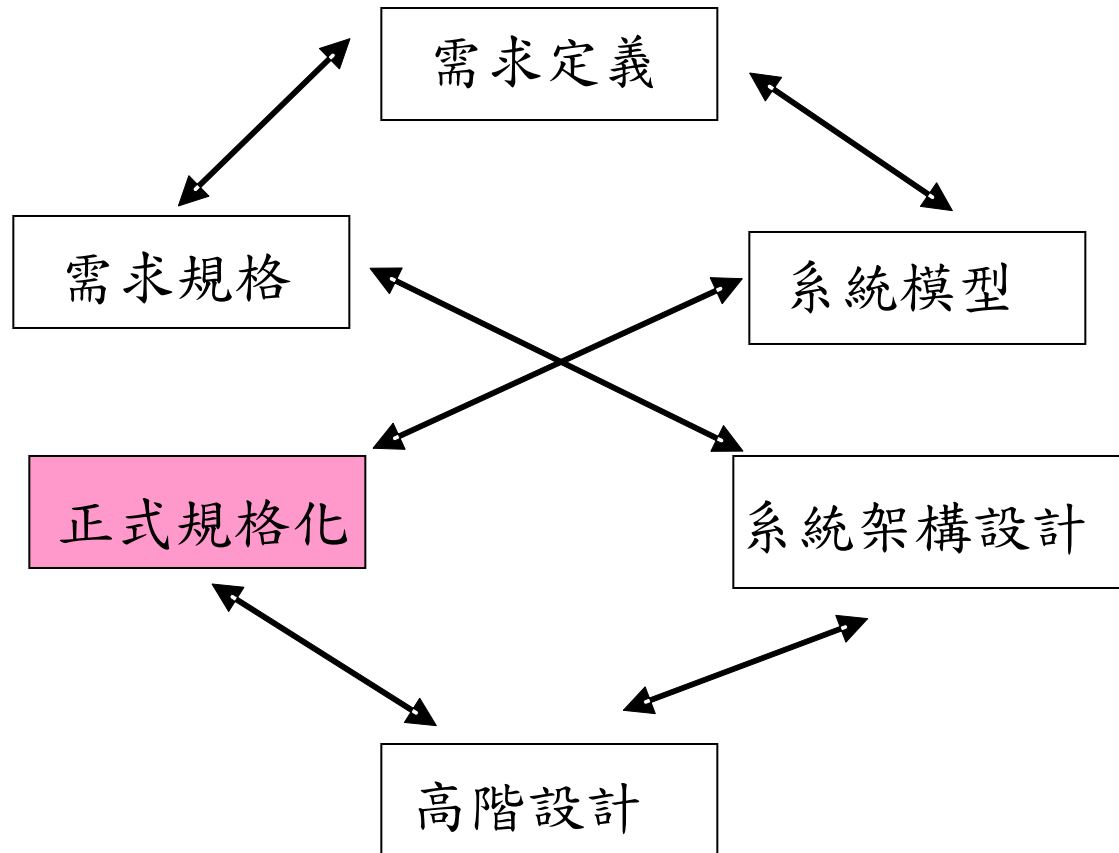 需求定義
需求規格
系統模型
正式規格化
系統架構設計
高階設計